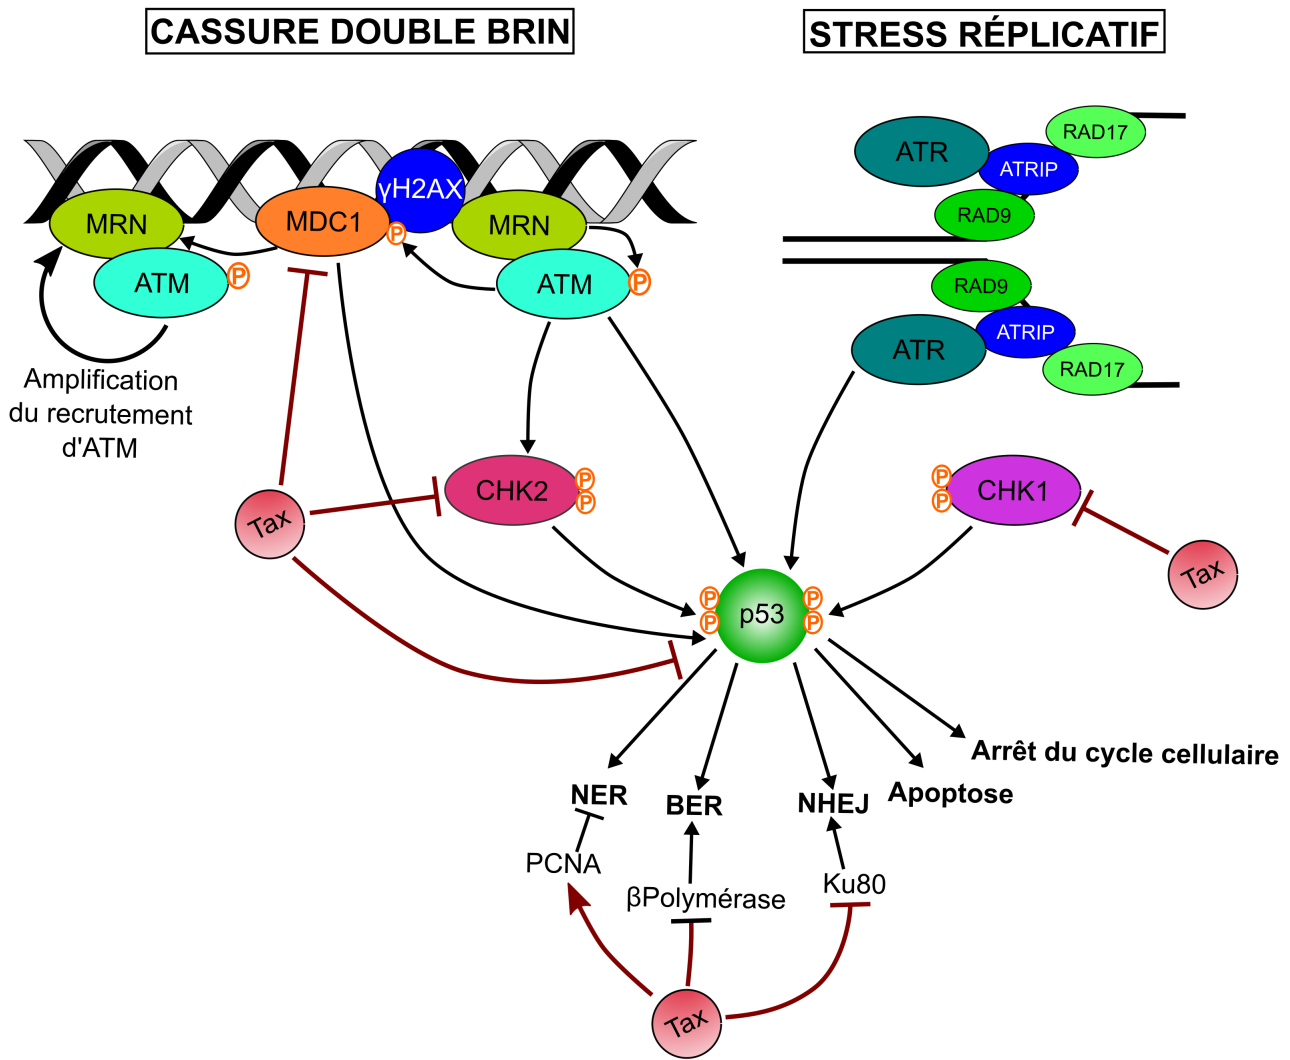 CASSURE DOUBLE BRIN
STRESS RÉPLICATIF
RAD17
ATR
ATRIP
RAD9
γH2AX
MRN
MDC1
P
MRN
ATM
P
ATM
P
RAD9
ATRIP
ATR
RAD17
Amplification
du recrutement
d'ATM
CHK2
P
P
P
P
CHK1
Tax
Tax
P
P
p53
P
P
Arrêt du cycle cellulaire
Apoptose
NER
BER
NHEJ
PCNA
βPolymérase
Ku80
Tax